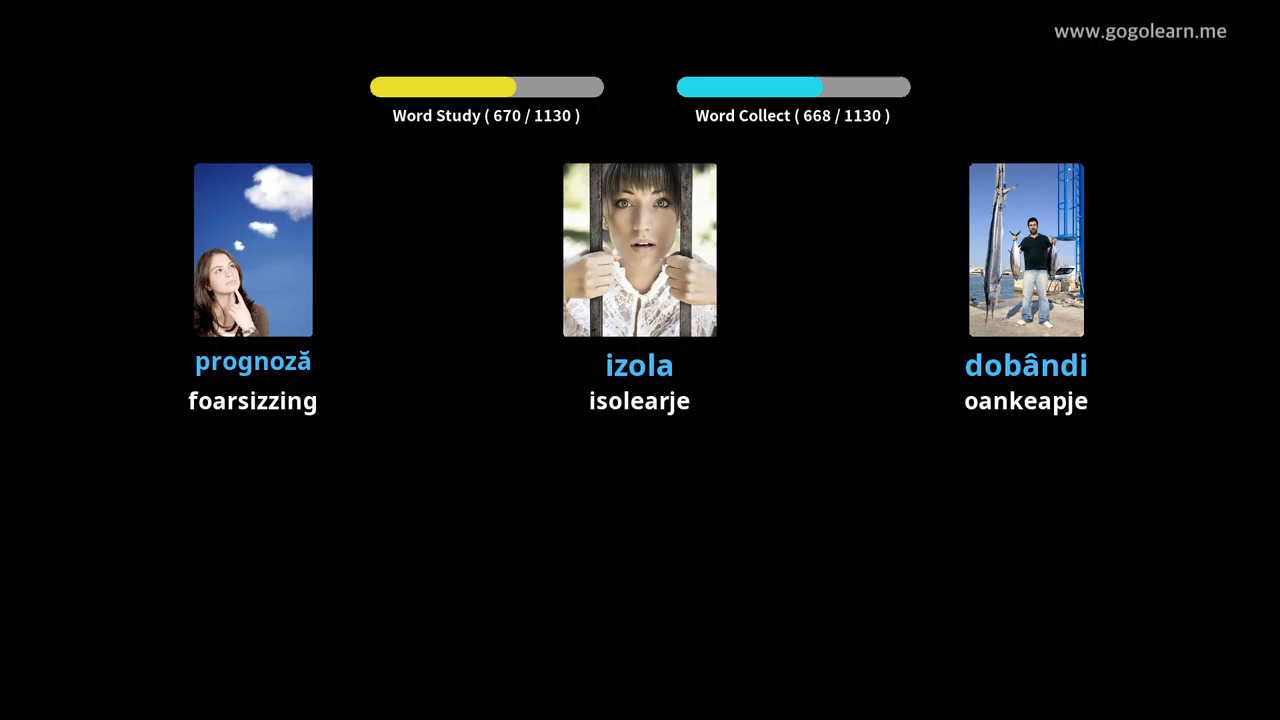 www.gogolearn.me
Word Study ( 670 / 1130 )
Word Collect ( 668 / 1130 )
prognoză
izola
dobândi
foarsizzing
isolearje
oankeapje